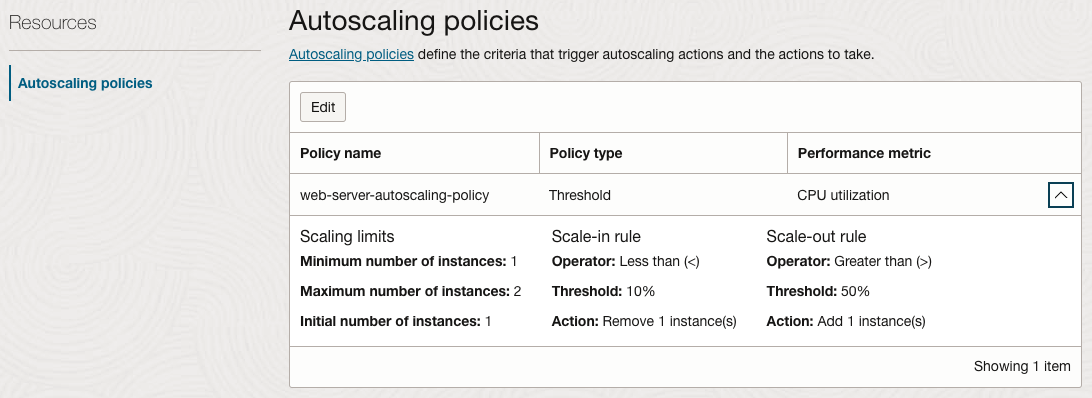 Resources
Autoscaling policies
Autoscaling policies
Autoscaling policies define the criteria that trigger autoscaling actions and the actions to take.
Edit
Policy name Policy type Performance metric
web-server-autoscaling-policy Threshold CPU utilization
Scaling limits Scale-in rule Scale-out rule
Minimum number of instances: 1 Operator: Less than (<) Operator: Greater than (>)
Maximum number of instances: 2 Threshold: 10% Threshold: 50%
Initial number of instances: 1 Action: Remove 1 instance(s) Action: Add 1 instance(s)
Showing 1 item